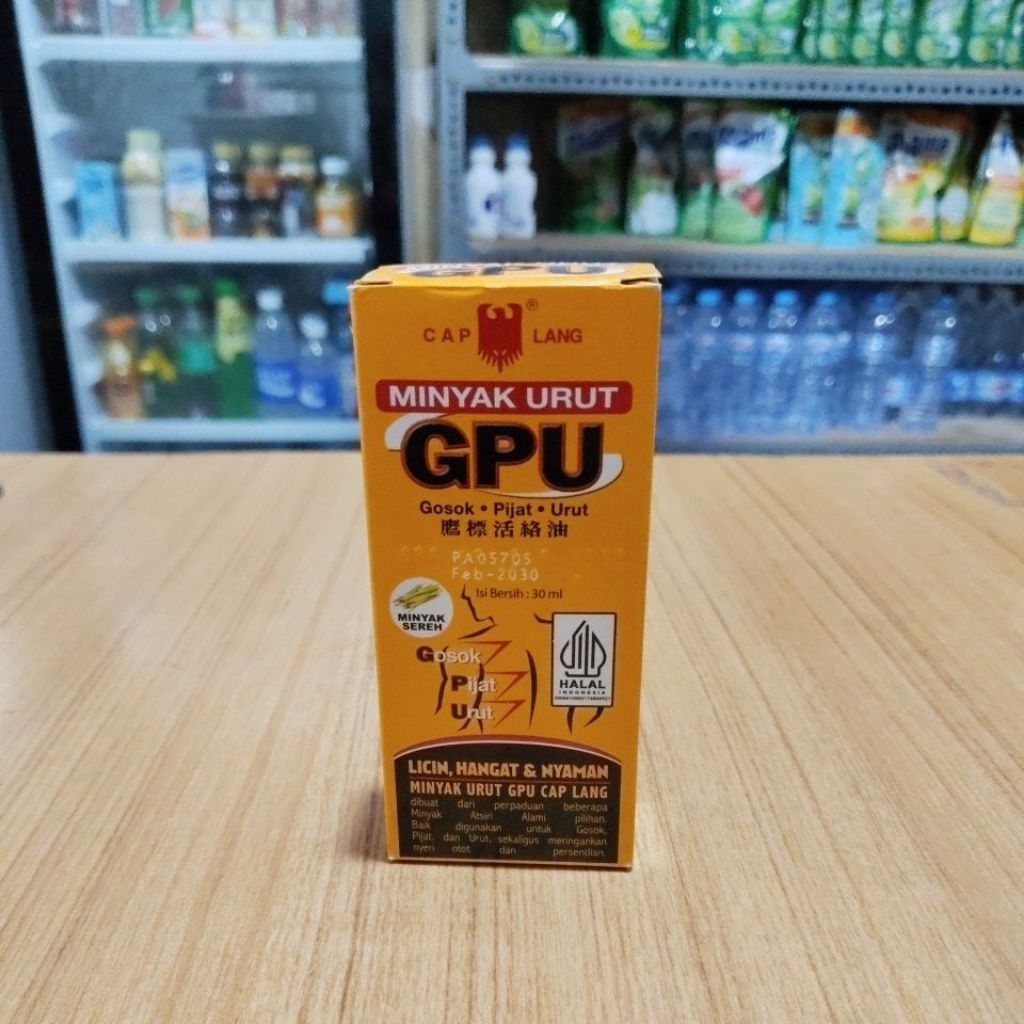 GPU
CAP LANG ®
MINYAK URUT
GPU
Gosok • Pijat • Urut
鷹標活絡油
PA05705
Feb-2030
Isi Bersih : 30 ml
MINYAK
SEREH
Gosok
Pijat
Urut
HALAL
INDONESIA
LICIN, HANGAT & NYAMAN
MINYAK URUT GPU CAP LANG
dibuat dari perpaduan beberapa
Minyak Atsiri Alami pilihan.
Baik digunakan untuk Gosok,
Pijat, dan Urut, sekaligus meringankan
nyeri otot dan persendian.